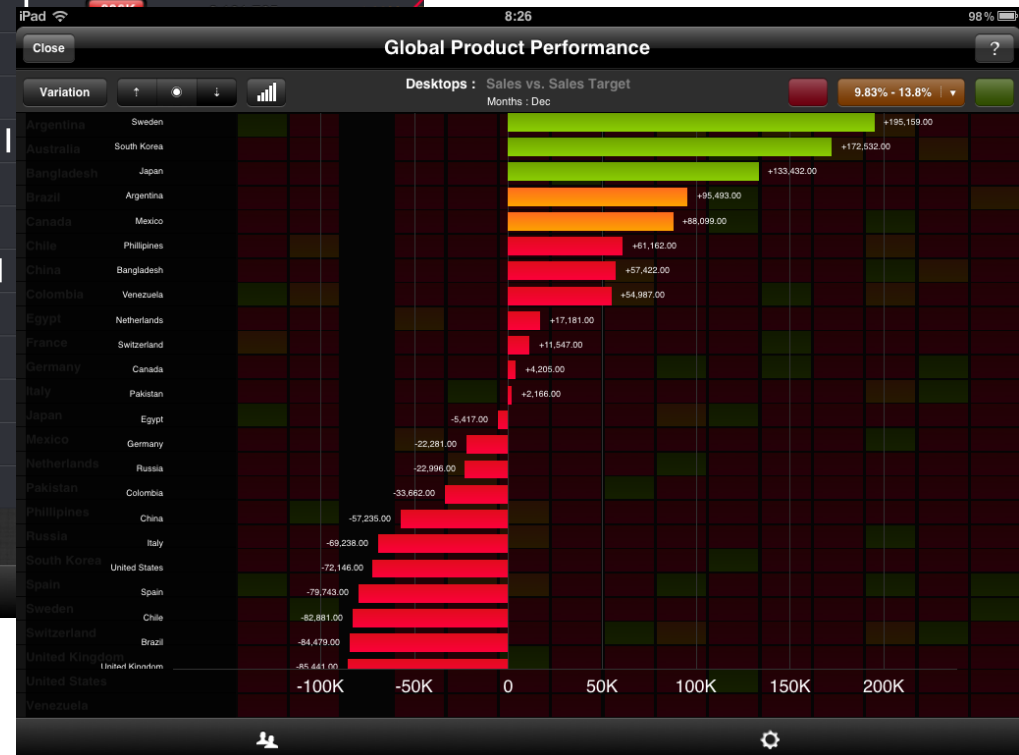 iPad 8:26 98%
Close Global Product Performance ?
Variation ↑ ↓ Desktops : Sales vs. Sales Target 9.83% - 13.8% ▼
Months : Dec
Sweden +195,159.00
South Korea +172,532.00
Japan +133,432.00
Argentina +95,493.00
Mexico +88,099.00
Phillipines +61,162.00
Bangladesh +57,422.00
Venezuela +54,987.00
Netherlands +17,181.00
Switzerland +11,547.00
Canada +4,205.00
Pakistan +2,166.00
Egypt -5,417.00
Germany -22,281.00
Russia -22,996.00
Colombia -33,662.00
China -57,235.00
Italy -69,238.00
United States -72,146.00
Spain -79,743.00
Chile -82,881.00
Brazil -84,479.00
United Kingdom -85,441.00
-100K -50K 0 50K 100K 150K 200K
Argentina
Australia
Bangladesh
Brazil
Canada
Chile
China
Colombia
Egypt
France
Germany
Italy
Japan
Mexico
Netherlands
Pakistan
Phillipines
Russia
South Korea
Spain
Sweden
Switzerland
United Kingdom
United States
Venezuela